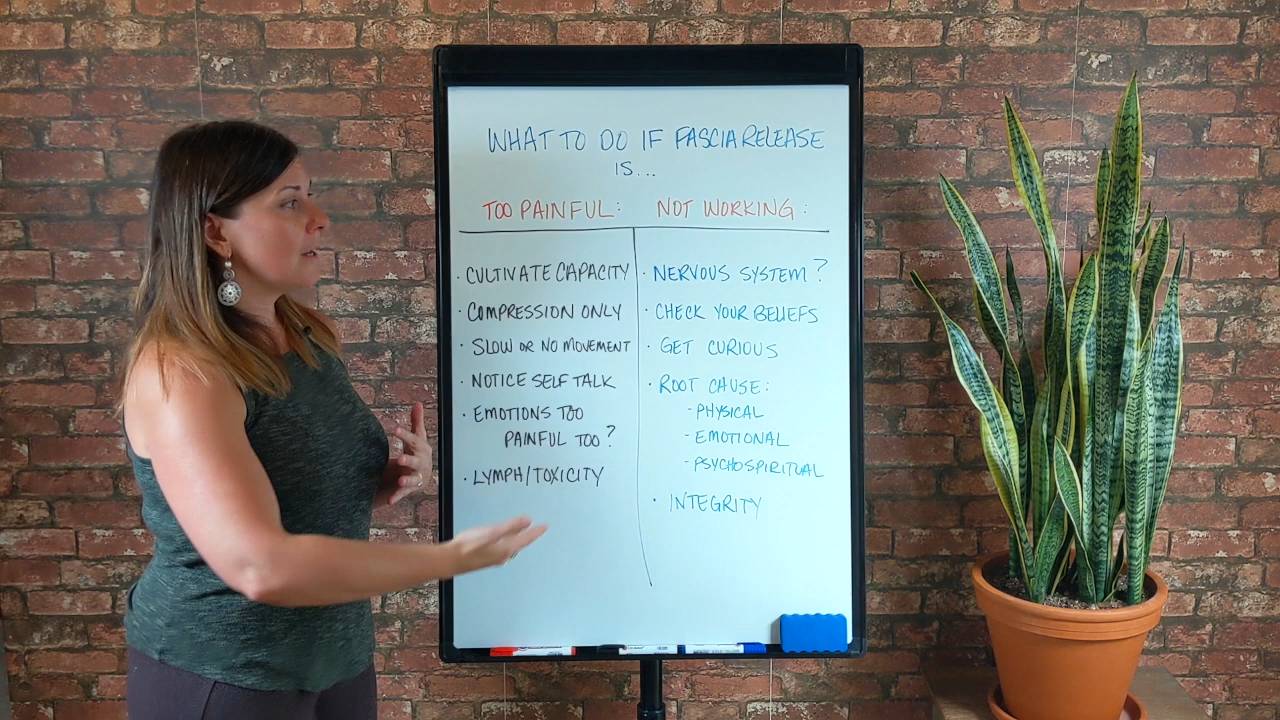 WHAT TO DO IF FASCIA RELEASE
IS...
TOO PAINFUL:
· CULTIVATE CAPACITY
· COMPRESSION ONLY
· SLOW OR NO MOVEMENT
· NOTICE SELF TALK
· EMOTIONS TOO
PAINFUL TOO?
· LYMPH/TOXICITY
NOT WORKING:
· NERVOUS SYSTEM?
· CHECK YOUR BELIEFS
· GET CURIOUS
· ROOT CAUSE:
- PHYSICAL
- EMOTIONAL
- PSYCHOSPIRITUAL
· INTEGRITY